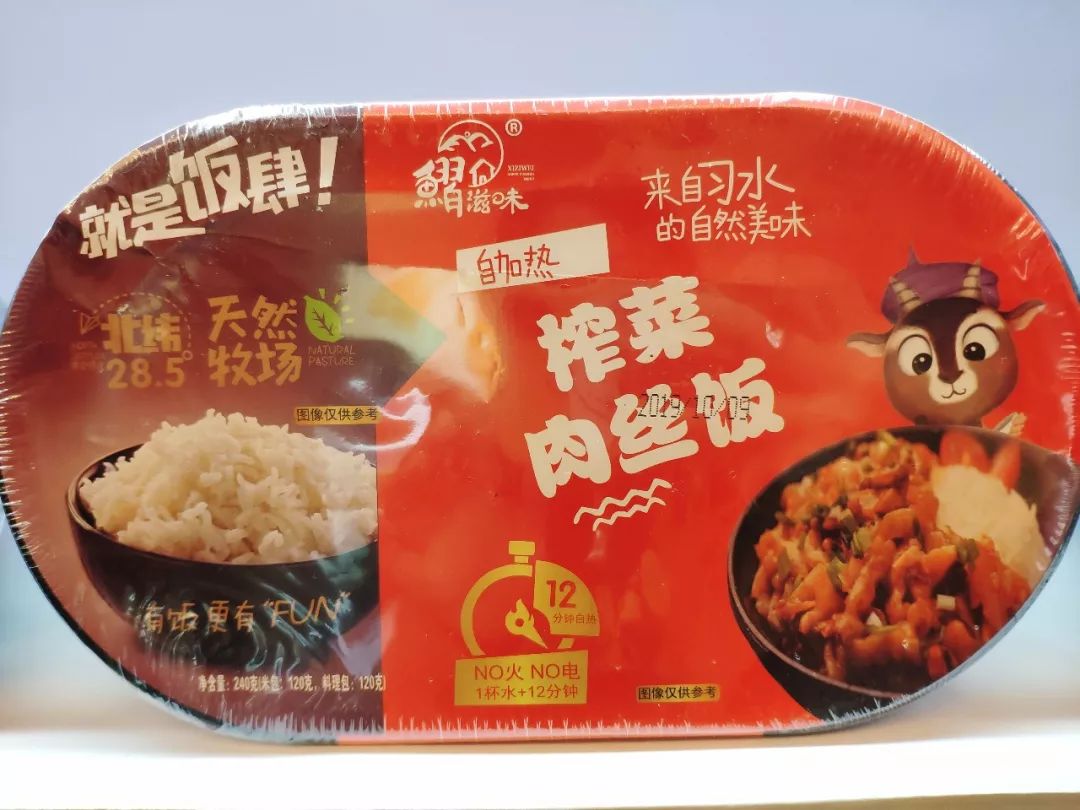 就是饭肆！
滋味
XIZIWEI
®
来自习水
的自然美味
自加热
北纬
28.5°
天然
牧场
NATURAL
PASTURE
榨菜
肉丝饭
2019/10/09
图像仅供参考
有饭更有"FUN"
12
分钟自热
NO火 NO电
1杯水+12分钟
净含量：240克(米包：120克，料理包：120克)
图像仅供参考